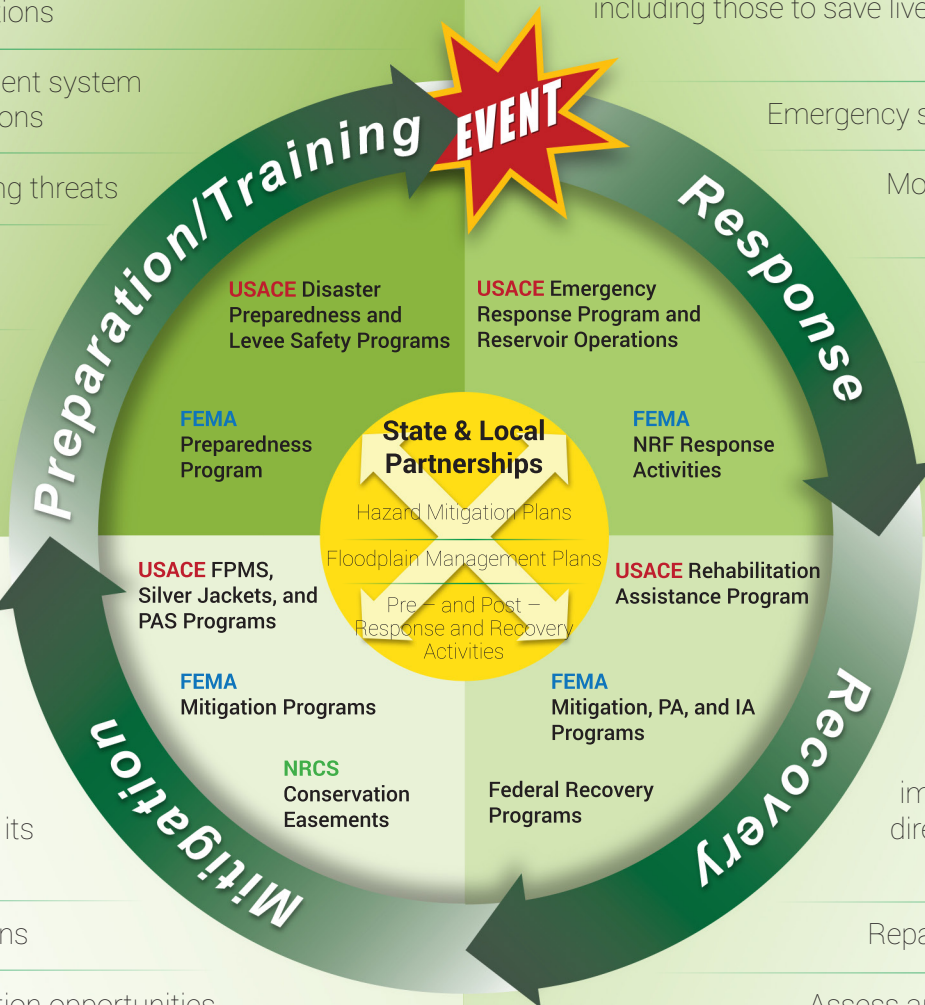 ions
including those to save live
ent system
ons
Emergency s
ng threats
Mo
EVENT
Preparation/Training
Response
USACE Disaster
Preparedness and
Levee Safety Programs
USACE Emergency
Response Program and
Reservoir Operations
FEMA
Preparedness
Program
FEMA
NRF Response
Activities
State & Local
Partnerships
Hazard Mitigation Plans
Floodplain Management Plans
Pre – and Post –
Response and Recovery
Activities
USACE FPMS,
Silver Jackets, and
PAS Programs
USACE Rehabilitation
Assistance Program
FEMA
Mitigation Programs
FEMA
Mitigation, PA, and IA
Programs
NRCS
Conservation
Easements
Federal Recovery
Programs
Mitigation
Recovery
its
im
dire
ns
Repa
tion opportunities
Assess a